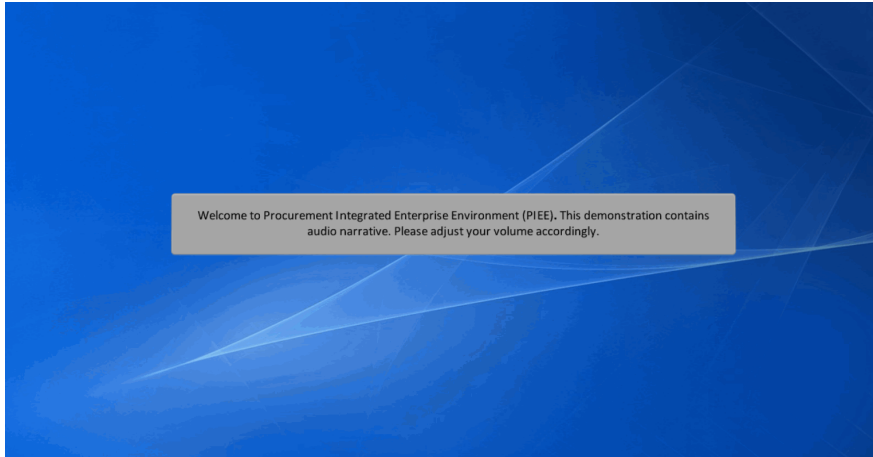 Welcome to Procurement Integrated Enterprise Environment (PIEE). This demonstration contains
audio narrative. Please adjust your volume accordingly.